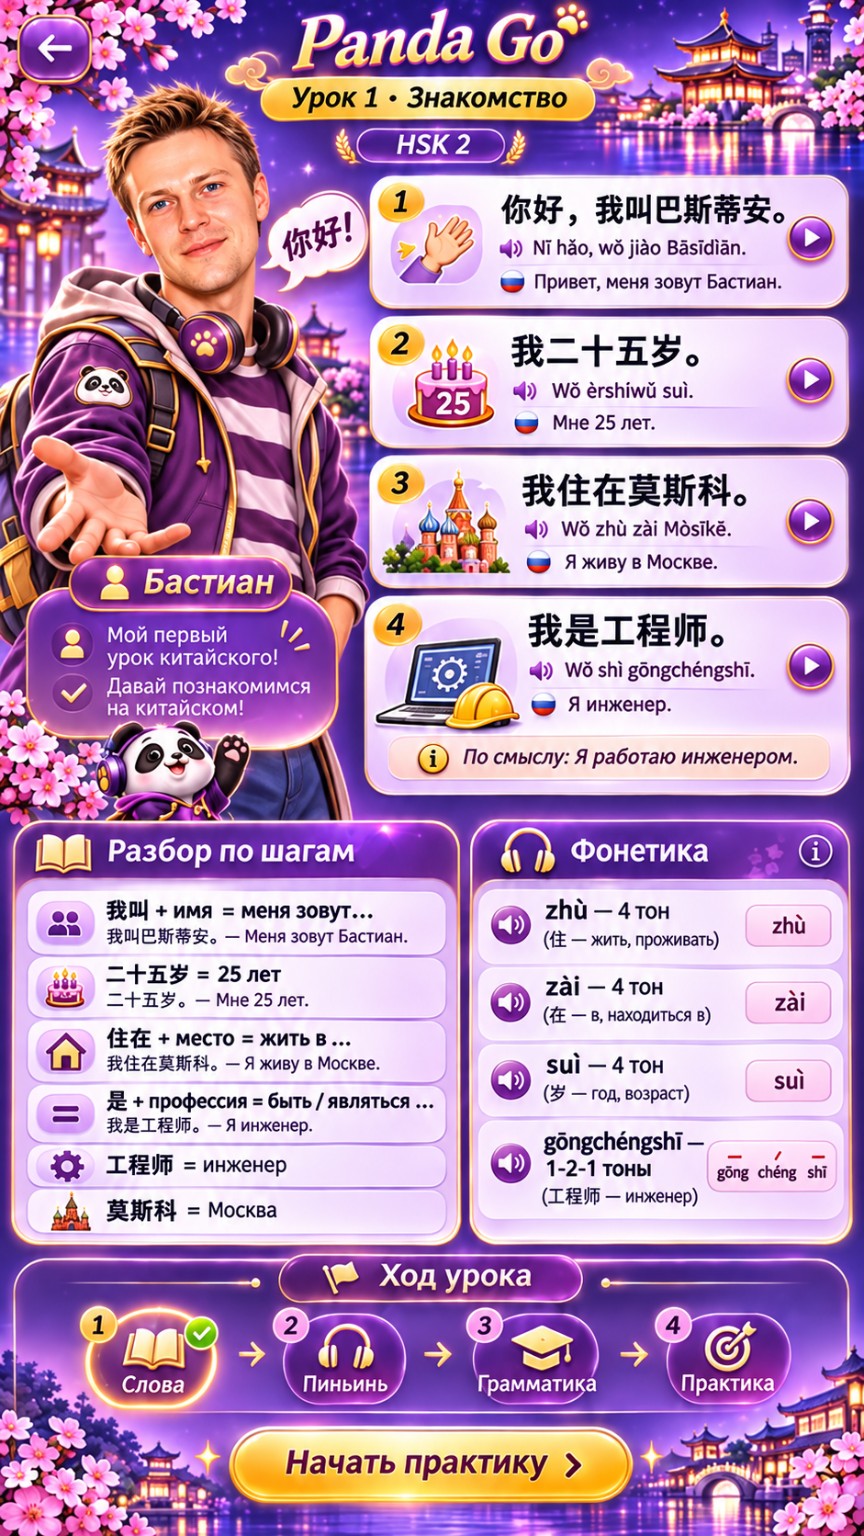 Panda Go
Урок 1 • Знакомство
HSK 2
你好!
1
你好，我叫巴斯蒂安。
Nǐ hǎo, wǒ jiào Bāsīdìān.
Привет, меня зовут Бастиан.
2
25
我二十五岁。
Wǒ èrshíwǔ suì.
Мне 25 лет.
3
我住在莫斯科。
Wǒ zhù zài Mòsīkē.
Я живу в Москве.
4
我是工程师。
Wǒ shì gōngchéngshī.
Я инженер.
По смыслу: Я работаю инженером.
Бастиан
Мой первый
урок китайского!
Давай познакомимся
на китайском!
Разбор по шагам
我叫 + имя = меня зовут...
我叫巴斯蒂安。— Меня зовут Бастиан.
二十五岁 = 25 лет
二十五岁。— Мне 25 лет.
住在 + место = жить в ...
我住在莫斯科。— Я живу в Москве.
是 + профессия = быть / являться ...
我是工程师。— Я инженер.
工程师 = инженер
莫斯科 = Москва
Фонетика
zhù — 4 тон
(住 — жить, проживать)
zhù
zài — 4 тон
(在 — в, находиться в)
zài
suì — 4 тон
(岁 — год, возраст)
suì
gōngchéngshī —
1-2-1 тоны
(工程师 — инженер)
gōng chéng shī
Ход урока
1
Слова
2
Пиньинь
3
Грамматика
4
Практика
Начать практику